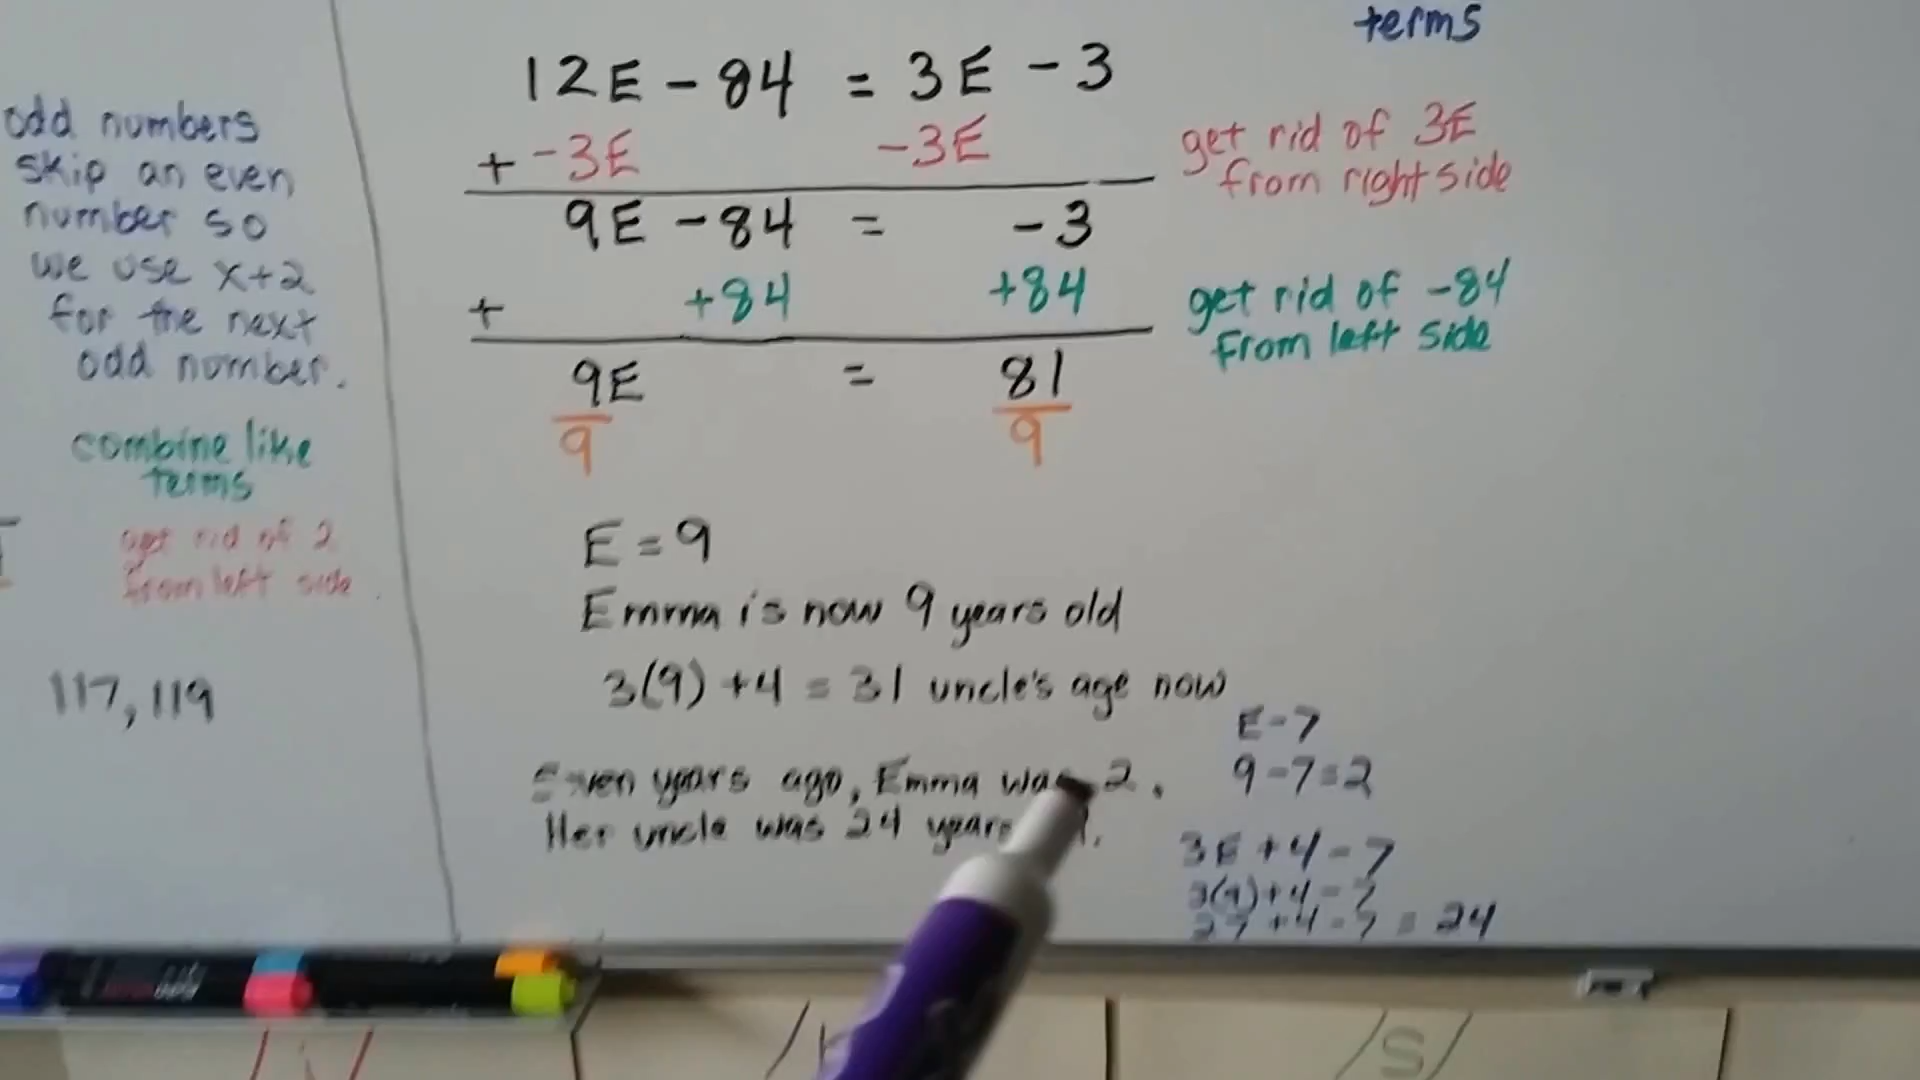 odd numbers
skip an even
number so
we use x+2
for the next
odd number.
combine like
terms
get rid of 2
from left side
117, 119
terms
12E - 84 = 3E - 3
+ -3E -3E
get rid of 3E
from right side
9E - 84 = -3
+ +84 +84
get rid of -84
from left side
9E = 81
9 9
E = 9
Emma is now 9 years old
3(9) + 4 = 31 uncle's age now
Seven years ago, Emma was 2.
Her uncle was 24 years
E - 7
9 - 7 = 2
3E + 4 - 7
3(9) + 4 - 7
27 + 4 - 7 = 24
/S/